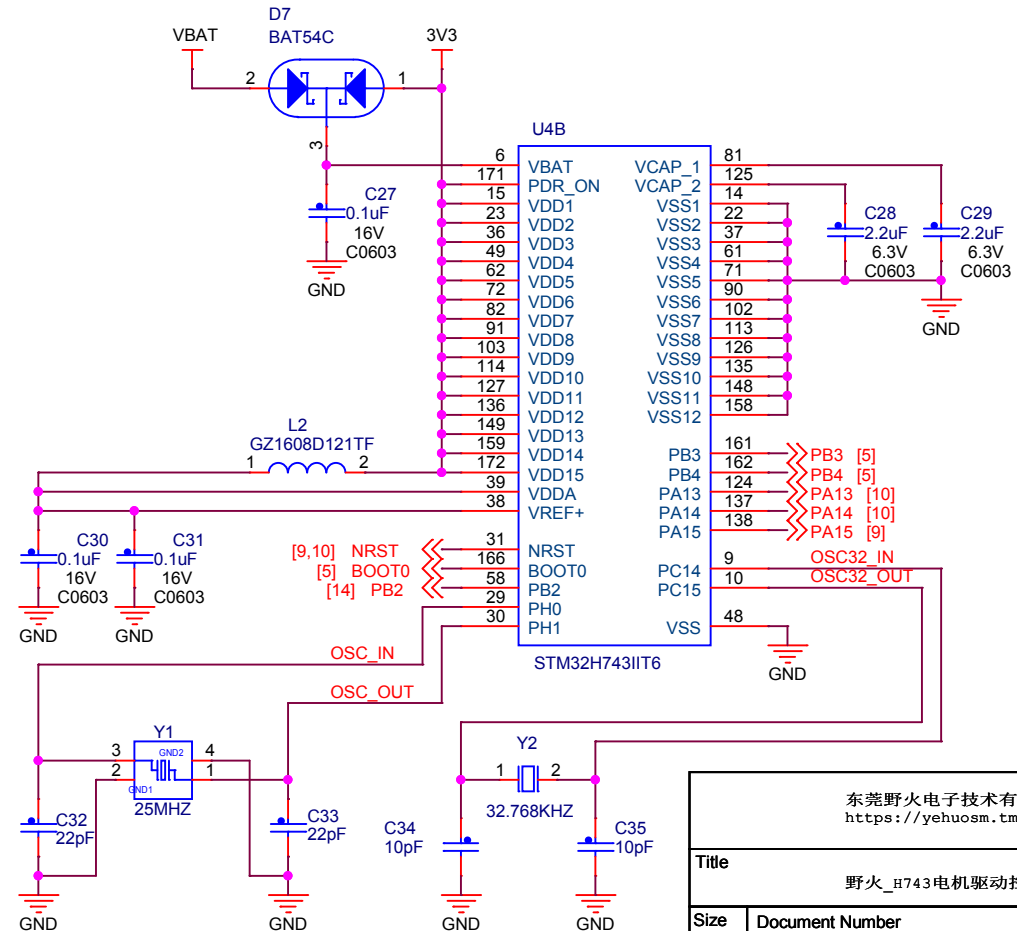 D7
BAT54C
VBAT
3V3
2
1
3
C27
0.1uF
16V
C0603
GND
U4B
6 VBAT
171 PDR_ON
15 VDD1
23 VDD2
36 VDD3
49 VDD4
62 VDD5
72 VDD6
82 VDD7
91 VDD8
103 VDD9
114 VDD10
127 VDD11
136 VDD12
149 VDD13
159 VDD14
172 VDD15
39 VDDA
38 VREF+
31 NRST
166 BOOT0
58 PB2
29 PH0
30 PH1
VCAP_1 81
VCAP_2 125
VSS1 14
VSS2 22
VSS3 37
VSS4 61
VSS5 71
VSS6 90
VSS7 102
VSS8 113
VSS9 126
VSS10 135
VSS11 148
VSS12 158
PB3 161
PB4 162
PA13 124
PA14 137
PA15 138
PC14 9
PC15 10
VSS 48
STM32H743IIT6
C28
2.2uF
6.3V
C0603
C29
2.2uF
6.3V
C0603
GND
PB3 [5]
PB4 [5]
PA13 [10]
PA14 [10]
PA15 [9]
OSC32_IN
OSC32_OUT
GND
L2
GZ1608D121TF
1
2
C30
0.1uF
16V
C0603
GND
C31
0.1uF
16V
C0603
GND
[9,10] NRST
[5] BOOT0
[14] PB2
OSC_IN
OSC_OUT
Y1
3
2
4
1
GND2
GND1
25MHZ
C32
22pF
GND
C33
22pF
GND
Y2
1
2
32.768KHZ
C34
10pF
GND
C35
10pF
GND
东莞野火电子技术有
https://yehuosm.tm
Title
野火_H743电机驱动
Size
Document Number